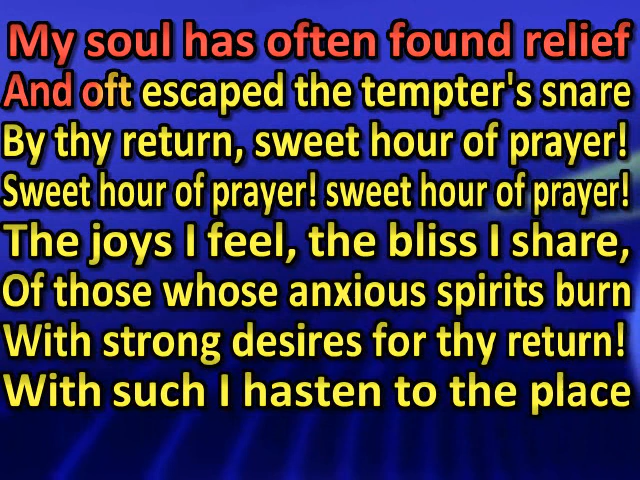 My soul has often found relief
And oft escaped the tempter's snare
By thy return, sweet hour of prayer!
Sweet hour of prayer! sweet hour of prayer!
The joys I feel, the bliss I share,
Of those whose anxious spirits burn
With strong desires for thy return!
With such I hasten to the place